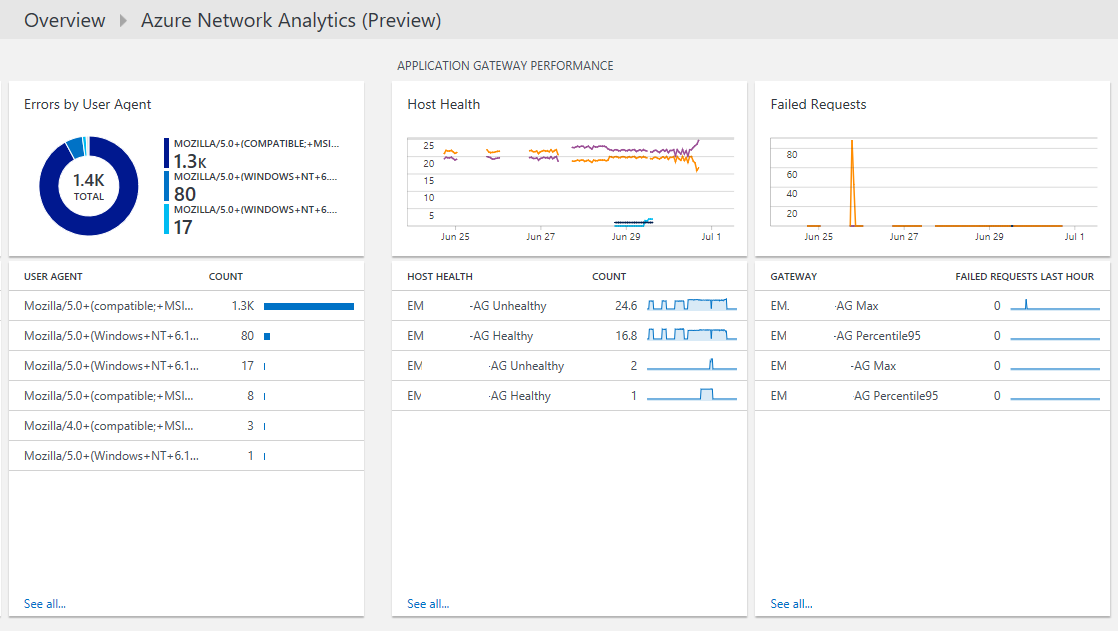 Overview Azure Network Analytics (Preview)
APPLICATION GATEWAY PERFORMANCE
Errors by User Agent
1.4K
TOTAL
MOZILLA/5.0+(COMPATIBLE;+MSI...
1.3K
MOZILLA/5.0+(WINDOWS+NT+6....
80
MOZILLA/5.0+(WINDOWS+NT+6....
17
USER AGENT COUNT
Mozilla/5.0+(compatible;+MSI... 1.3K
Mozilla/5.0+(Windows+NT+6.1... 80
Mozilla/5.0+(Windows+NT+6.1... 17
Mozilla/5.0+(compatible;+MSI... 8
Mozilla/4.0+(compatible;+MSI... 3
Mozilla/5.0+(Windows+NT+6.1... 1
See all...
Host Health
25
20
15
10
5
Jun 25 Jun 27 Jun 29 Jul 1
HOST HEALTH COUNT
EM -AG Unhealthy 24.6
EM -AG Healthy 16.8
EM -AG Unhealthy 2
EM -AG Healthy 1
See all...
Failed Requests
80
60
40
20
Jun 25 Jun 27 Jun 29 Jul 1
GATEWAY FAILED REQUESTS LAST HOUR
EM. -AG Max 0
EM -AG Percentile95 0
EM -AG Max 0
EM AG Percentile95 0
See all...